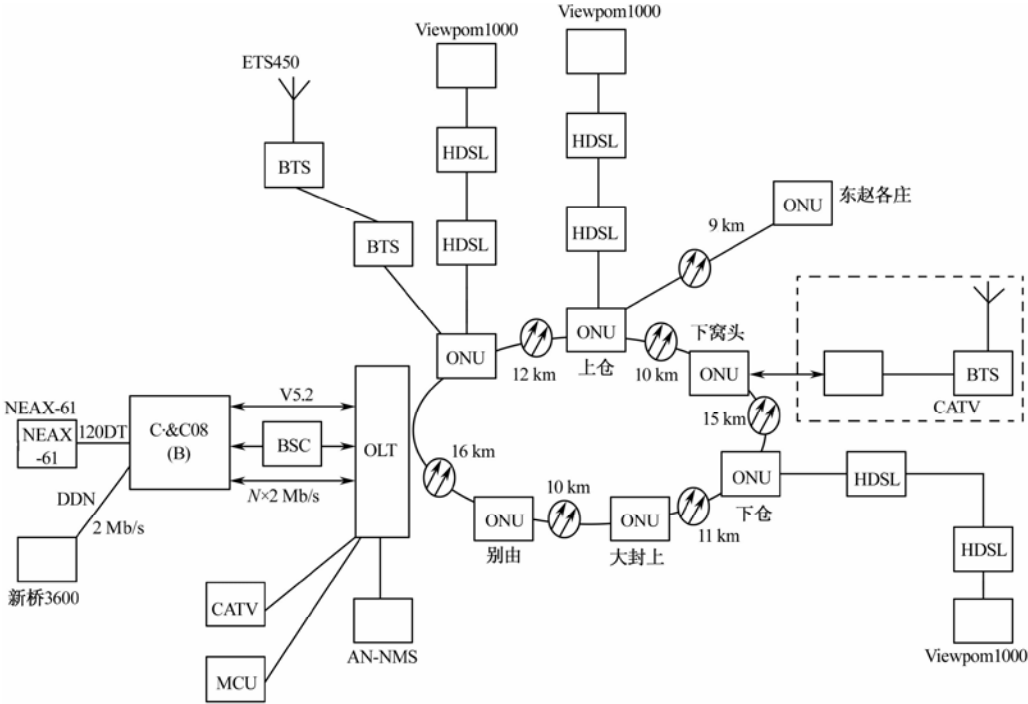 Viewpom1000
Viewpom1000
ETS450
BTS
HDSL
HDSL
BTS
HDSL
HDSL
ONU
东赵各庄
9 km
ONU
12 km
ONU
上仓
10 km
下窝头
ONU
BTS
CATV
NEAX-61
NEAX
-61
120DT
C·&C08
(B)
V5.2
BSC
N×2 Mb/s
OLT
DDN
2 Mb/s
新桥3600
16 km
15 km
ONU
别由
10 km
ONU
大封上
11 km
ONU
下仓
HDSL
HDSL
Viewpom1000
CATV
MCU
AN-NMS